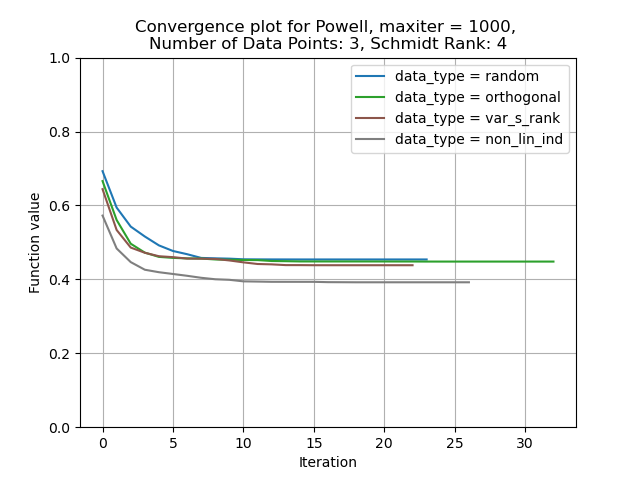 Convergence plot for Powell, maxiter = 1000,
Number of Data Points: 3, Schmidt Rank: 4
data_type = random
data_type = orthogonal
data_type = var_s_rank
data_type = non_lin_ind
Function value
1.0
0.8
0.6
0.4
0.2
0.0
0 5 10 15 20 25 30
Iteration